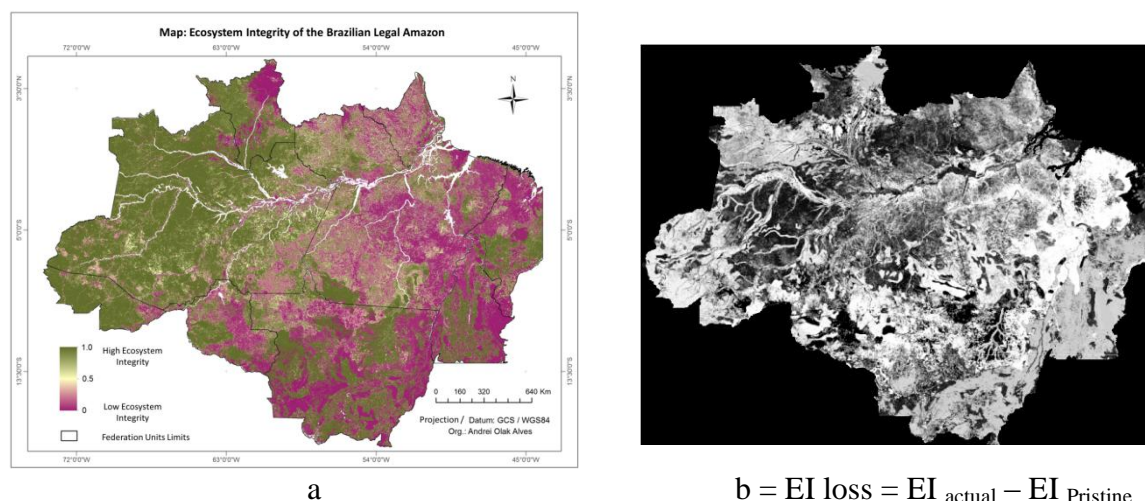 Map: Ecosystem Integrity of the Brazilian Legal Amazon
72°0'0"W 63°0'0"W 54°0'0"W 45°0'0"W
3°30'0"N
N
3°30'0"N
5°0'0"S
5°0'0"S
13°30'0"S
13°30'0"S
1.0 High Ecosystem Integrity
0.5
0 Low Ecosystem Integrity
Federation Units Limits
0 160 320 640 Km
Projection / Datum: GCS / WGS84
Org.: Andrei Olak Alves
72°0'0"W 63°0'0"W 54°0'0"W 45°0'0"W
a
b = EI loss = EI actual – EI Pristine